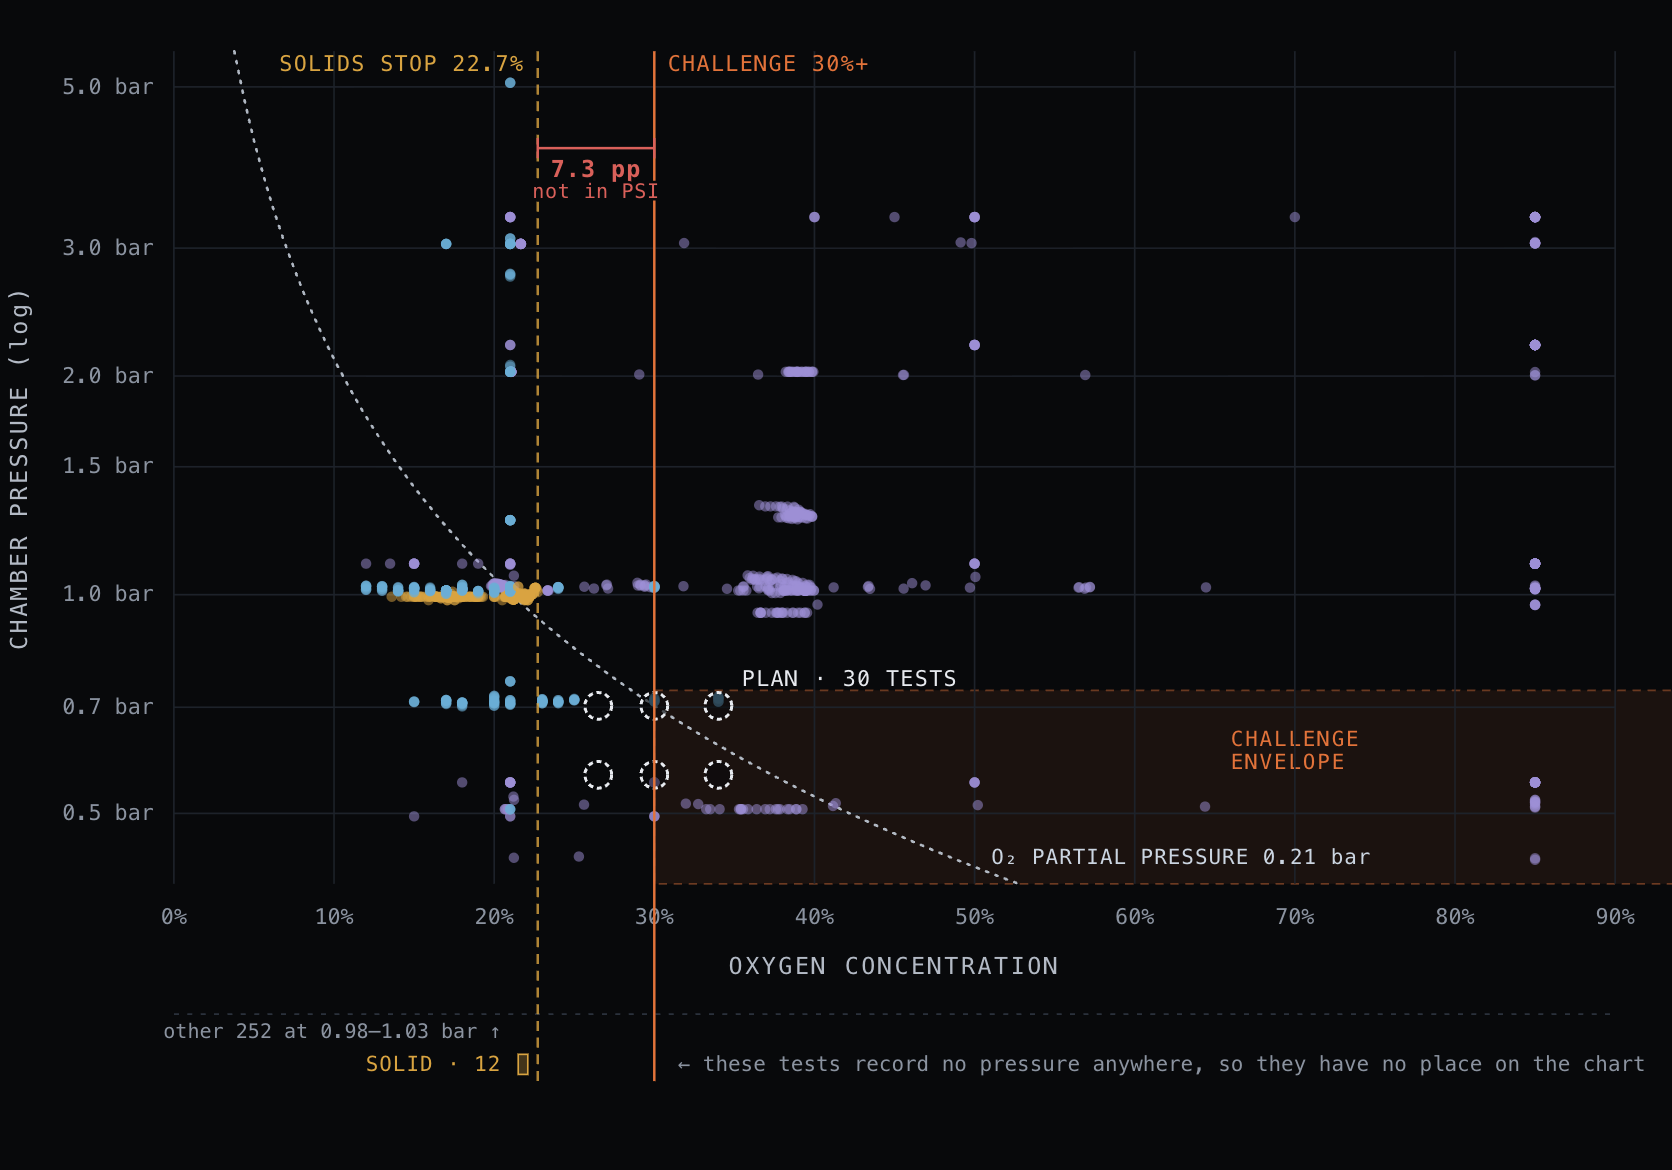 SOLIDS STOP 22.7%
CHALLENGE 30%+
5.0 bar
7.3 pp
not in PSI
3.0 bar
2.0 bar
1.5 bar
1.0 bar
0.7 bar
0.5 bar
CHAMBER PRESSURE (log)
PLAN · 30 TESTS
CHALLENGE
ENVELOPE
O₂ PARTIAL PRESSURE 0.21 bar
0%
10%
20%
30%
40%
50%
60%
70%
80%
90%
OXYGEN CONCENTRATION
other 252 at 0.98–1.03 bar ↑
SOLID · 12
← these tests record no pressure anywhere, so they have no place on the chart